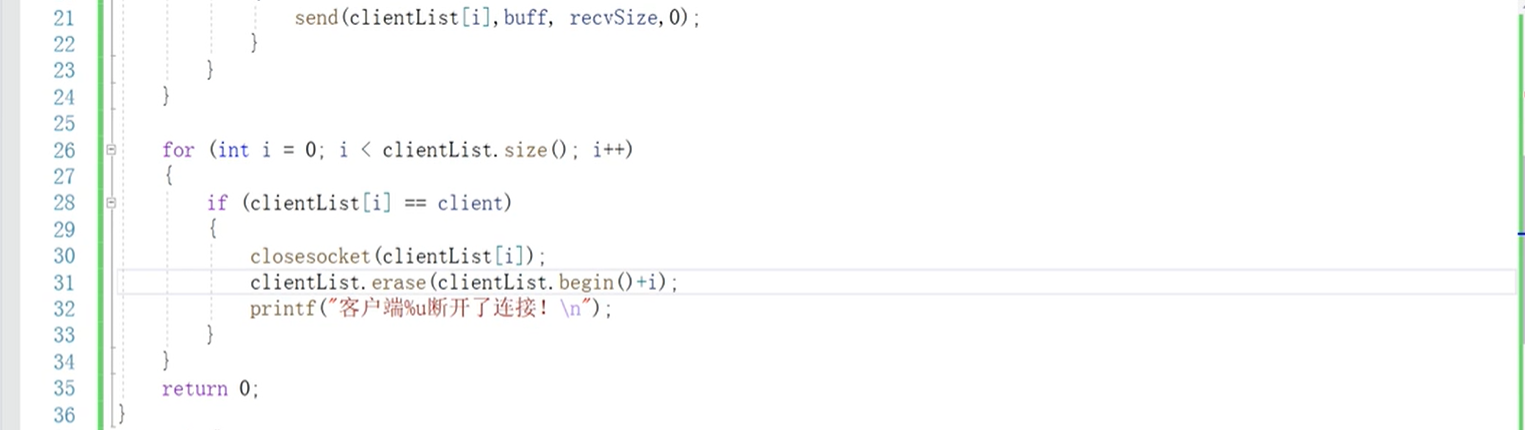 21 send(clientList[i],buff, recvSize,0);
22 }
23 }
24 }
25
26 for (int i = 0; i < clientList.size(); i++)
27 {
28 if (clientList[i] == client)
29 {
30 closesocket(clientList[i]);
31 clientList.erase(clientList.begin()+i);
32 printf("客户端%u断开了连接! \n");
33 }
34 }
35 return 0;
36 }